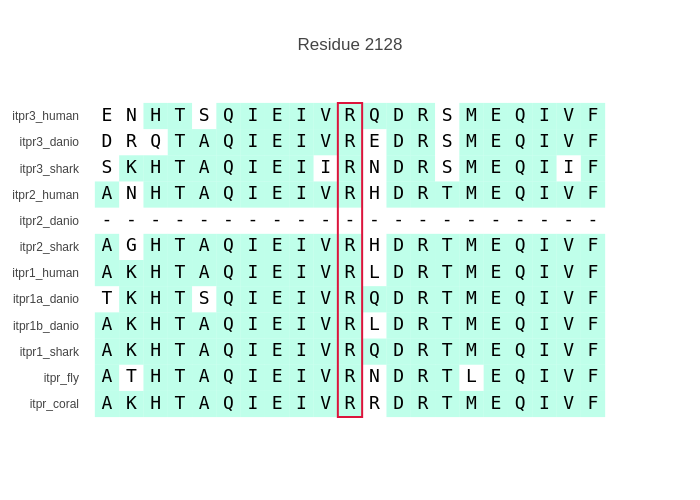 Residue 2128
itpr3_human E N H T S Q I E I V R Q D R S M E Q I V F
itpr3_danio D R Q T A Q I E I V R E D R S M E Q I V F
itpr3_shark S K H T A Q I E I I R N D R S M E Q I I F
itpr2_human A N H T A Q I E I V R H D R T M E Q I V F
itpr2_danio - - - - - - - - - - - - - - - - - - - - -
itpr2_shark A G H T A Q I E I V R H D R T M E Q I V F
itpr1_human A K H T A Q I E I V R L D R T M E Q I V F
itpr1a_danio T K H T S Q I E I V R Q D R T M E Q I V F
itpr1b_danio A K H T A Q I E I V R L D R T M E Q I V F
itpr1_shark A K H T A Q I E I V R Q D R T M E Q I V F
itpr_fly A T H T A Q I E I V R N D R T L E Q I V F
itpr_coral A K H T A Q I E I V R R D R T M E Q I V F